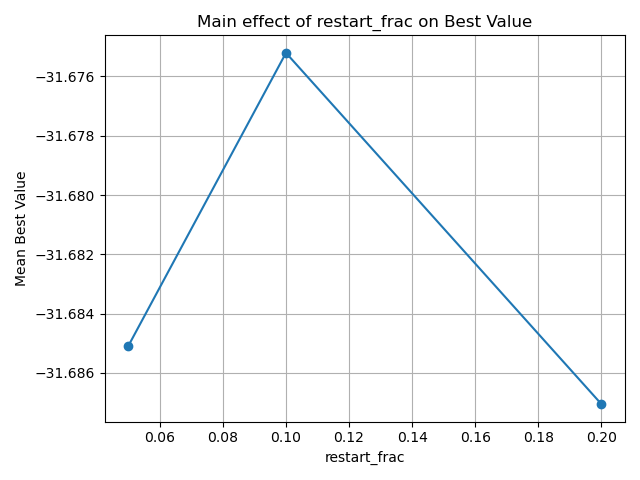 Main effect of restart_frac on Best Value
Mean Best Value
−31.676
−31.678
−31.680
−31.682
−31.684
−31.686
0.06 0.08 0.10 0.12 0.14 0.16 0.18 0.20
restart_frac